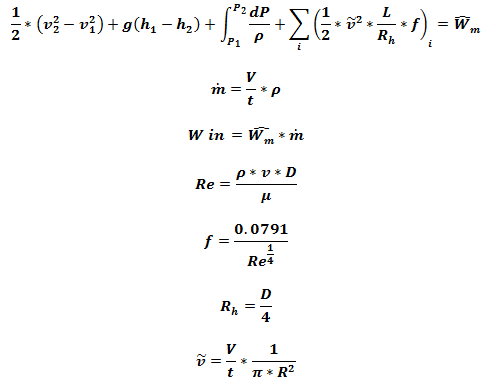 1/2 * (v₂² − v₁²) + g(h₁ − h₂) + ∫_{P₁}^{P₂} dP/ρ + ∑_i (1/2 * ṽ² * L/R_h * f)_i = Ŵ_m
ṁ = V/t * ρ
W in = Ŵ_m * ṁ
Re = ρ * v * D / μ
f = 0.0791 / Re^{1/4}
R_h = D/4
ṽ = V/t * 1/(π * R²)